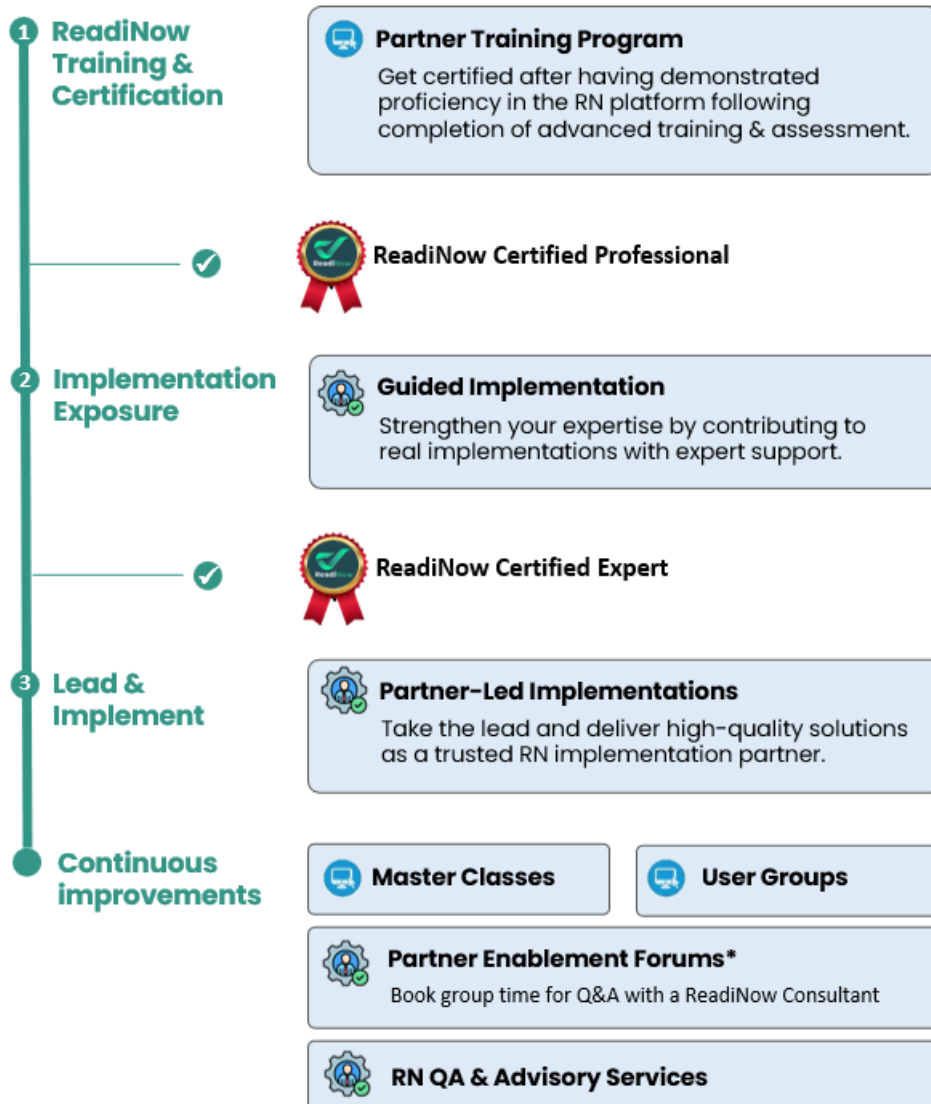 1 ReadiNow
Training &
Certification
Partner Training Program
Get certified after having demonstrated
proficiency in the RN platform following
completion of advanced training & assessment.
ReadiNow
ReadiNow Certified Professional
2 Implementation
Exposure
Guided Implementation
Strengthen your expertise by contributing to
real implementations with expert support.
ReadiNow
ReadiNow Certified Expert
3 Lead &
Implement
Partner-Led Implementations
Take the lead and deliver high-quality solutions
as a trusted RN implementation partner.
Continuous
improvements
Master Classes
User Groups
Partner Enablement Forums*
Book group time for Q&A with a ReadiNow Consultant
RN QA & Advisory Services